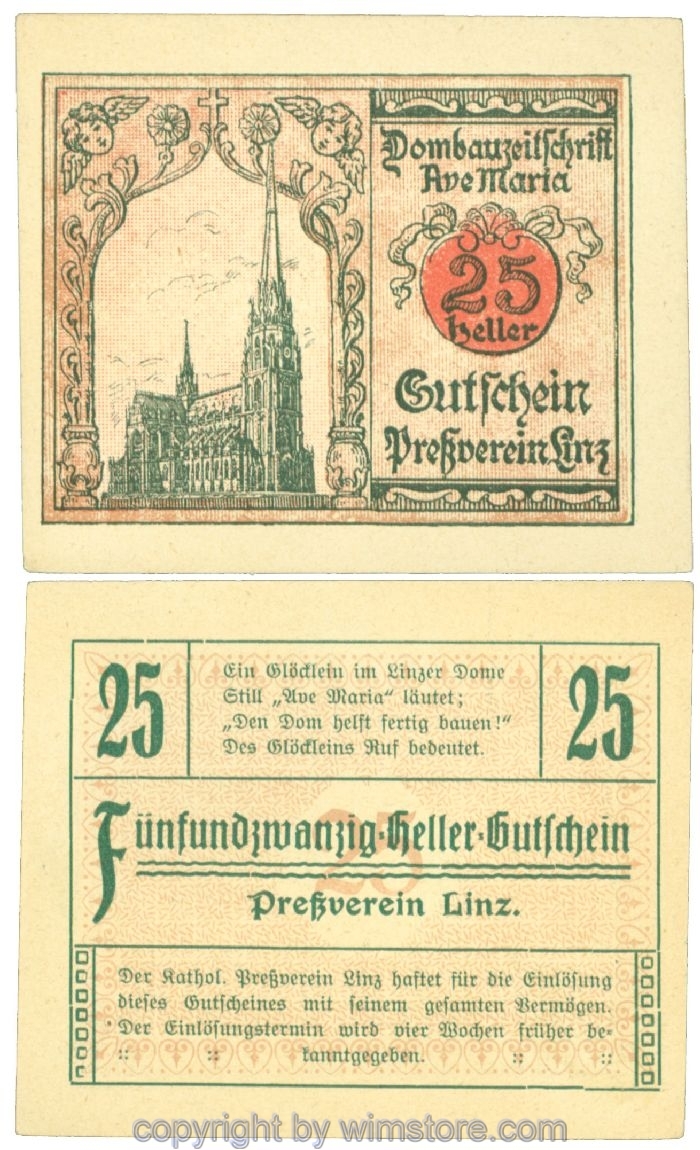 Dombauzeitschrift
Ave Maria
25
Heller
Gutschein
Preßverein Linz
25
Ein Glöcklein im Linzer Dome
Still „Ave Maria“ läutet;
„Den Dom helft fertig bauen!“
Des Glöckleins Ruf bedeutet.
25
Fünfundzwanzig-Heller-Gutschein
25
Preßverein Linz.
Der Kathol. Preßverein Linz haftet für die Einlösung
dieses Gutscheines mit seinem gesamten Vermögen.
Der Einlösungstermin wird vier Wochen früher be-
kanntgegeben.
copyright by wimstore.com